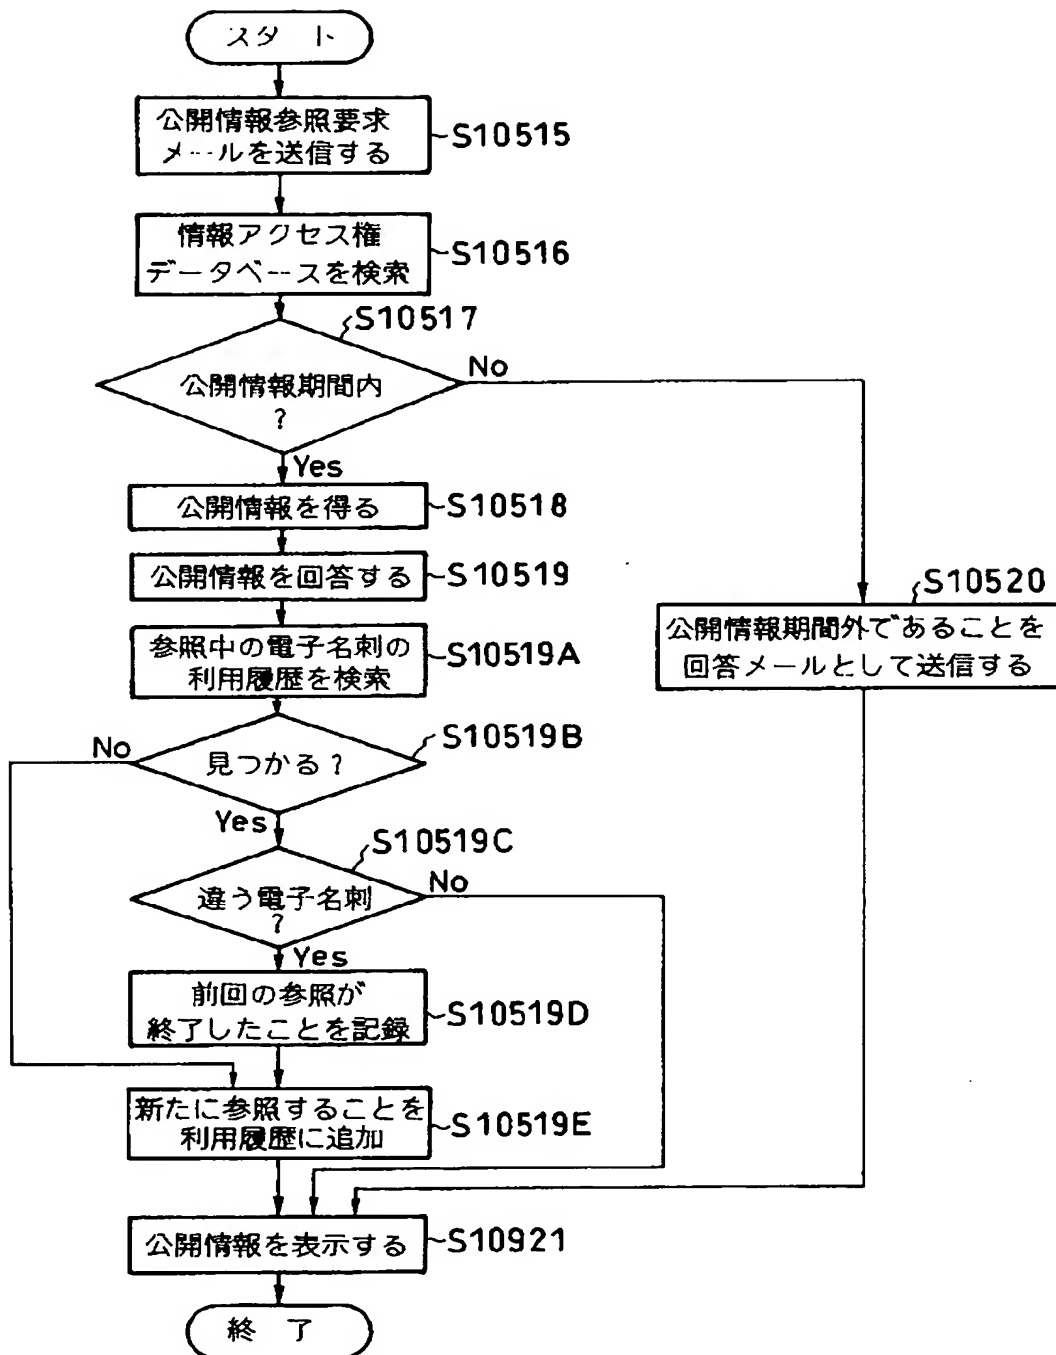 スタート
公開情報参照要求
メールを送信する
S10515
情報アクセス権
データベースを検索
S10516
S10517
公開情報期間内
?
No
Yes
公開情報を得る
S10518
公開情報を回答する
S10519
S10520
公開情報期間外であることを
回答メールとして送信する
参照中の電子名刺の
利用履歴を検索
S10519A
No
見つかる?
S10519B
Yes
S10519C
違う電子名刺
?
No
Yes
前回の参照が
終了したことを記録
S10519D
新たに参照することを
利用履歴に追加
S10519E
公開情報を表示する
S10921
終了